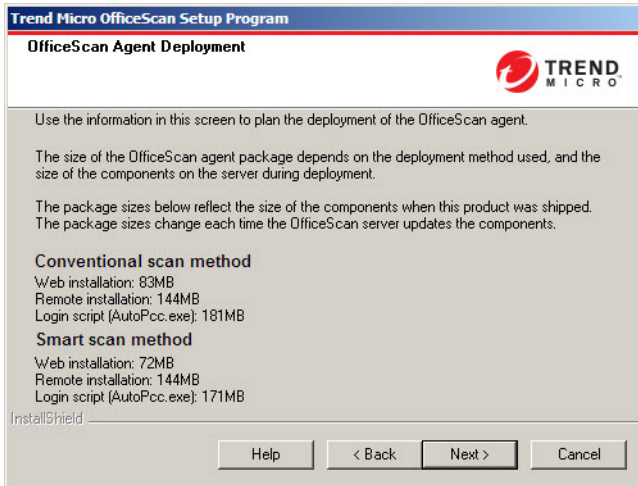 Trend Micro OfficeScan Setup Program
OfficeScan Agent Deployment
TREND
MICRO
Use the information in this screen to plan the deployment of the OfficeScan agent.
The size of the OfficeScan agent package depends on the deployment method used, and the
size of the components on the server during deployment.
The package sizes below reflect the size of the components when this product was shipped.
The package sizes change each time the OfficeScan server updates the components.
Conventional scan method
Web installation: 83MB
Remote installation: 144MB
Login script (AutoPcc.exe): 181MB
Smart scan method
Web installation: 72MB
Remote installation: 144MB
Login script (AutoPcc.exe): 171MB
InstallShield
Help
< Back
Next >
Cancel